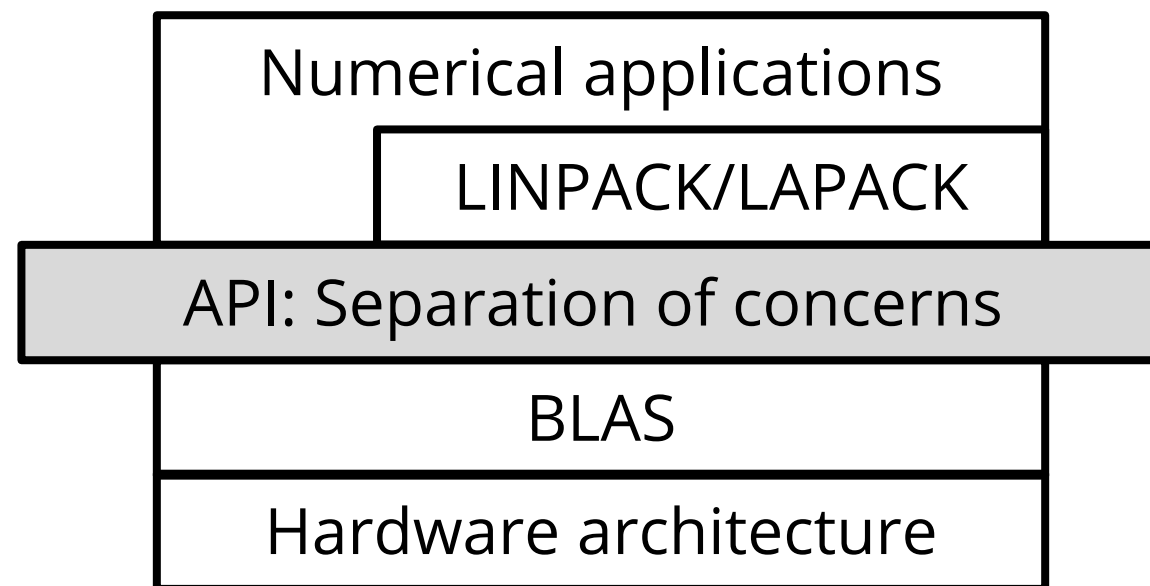 Numerical applications
LINPACK/LAPACK
API: Separation of concerns
BLAS
Hardware architecture